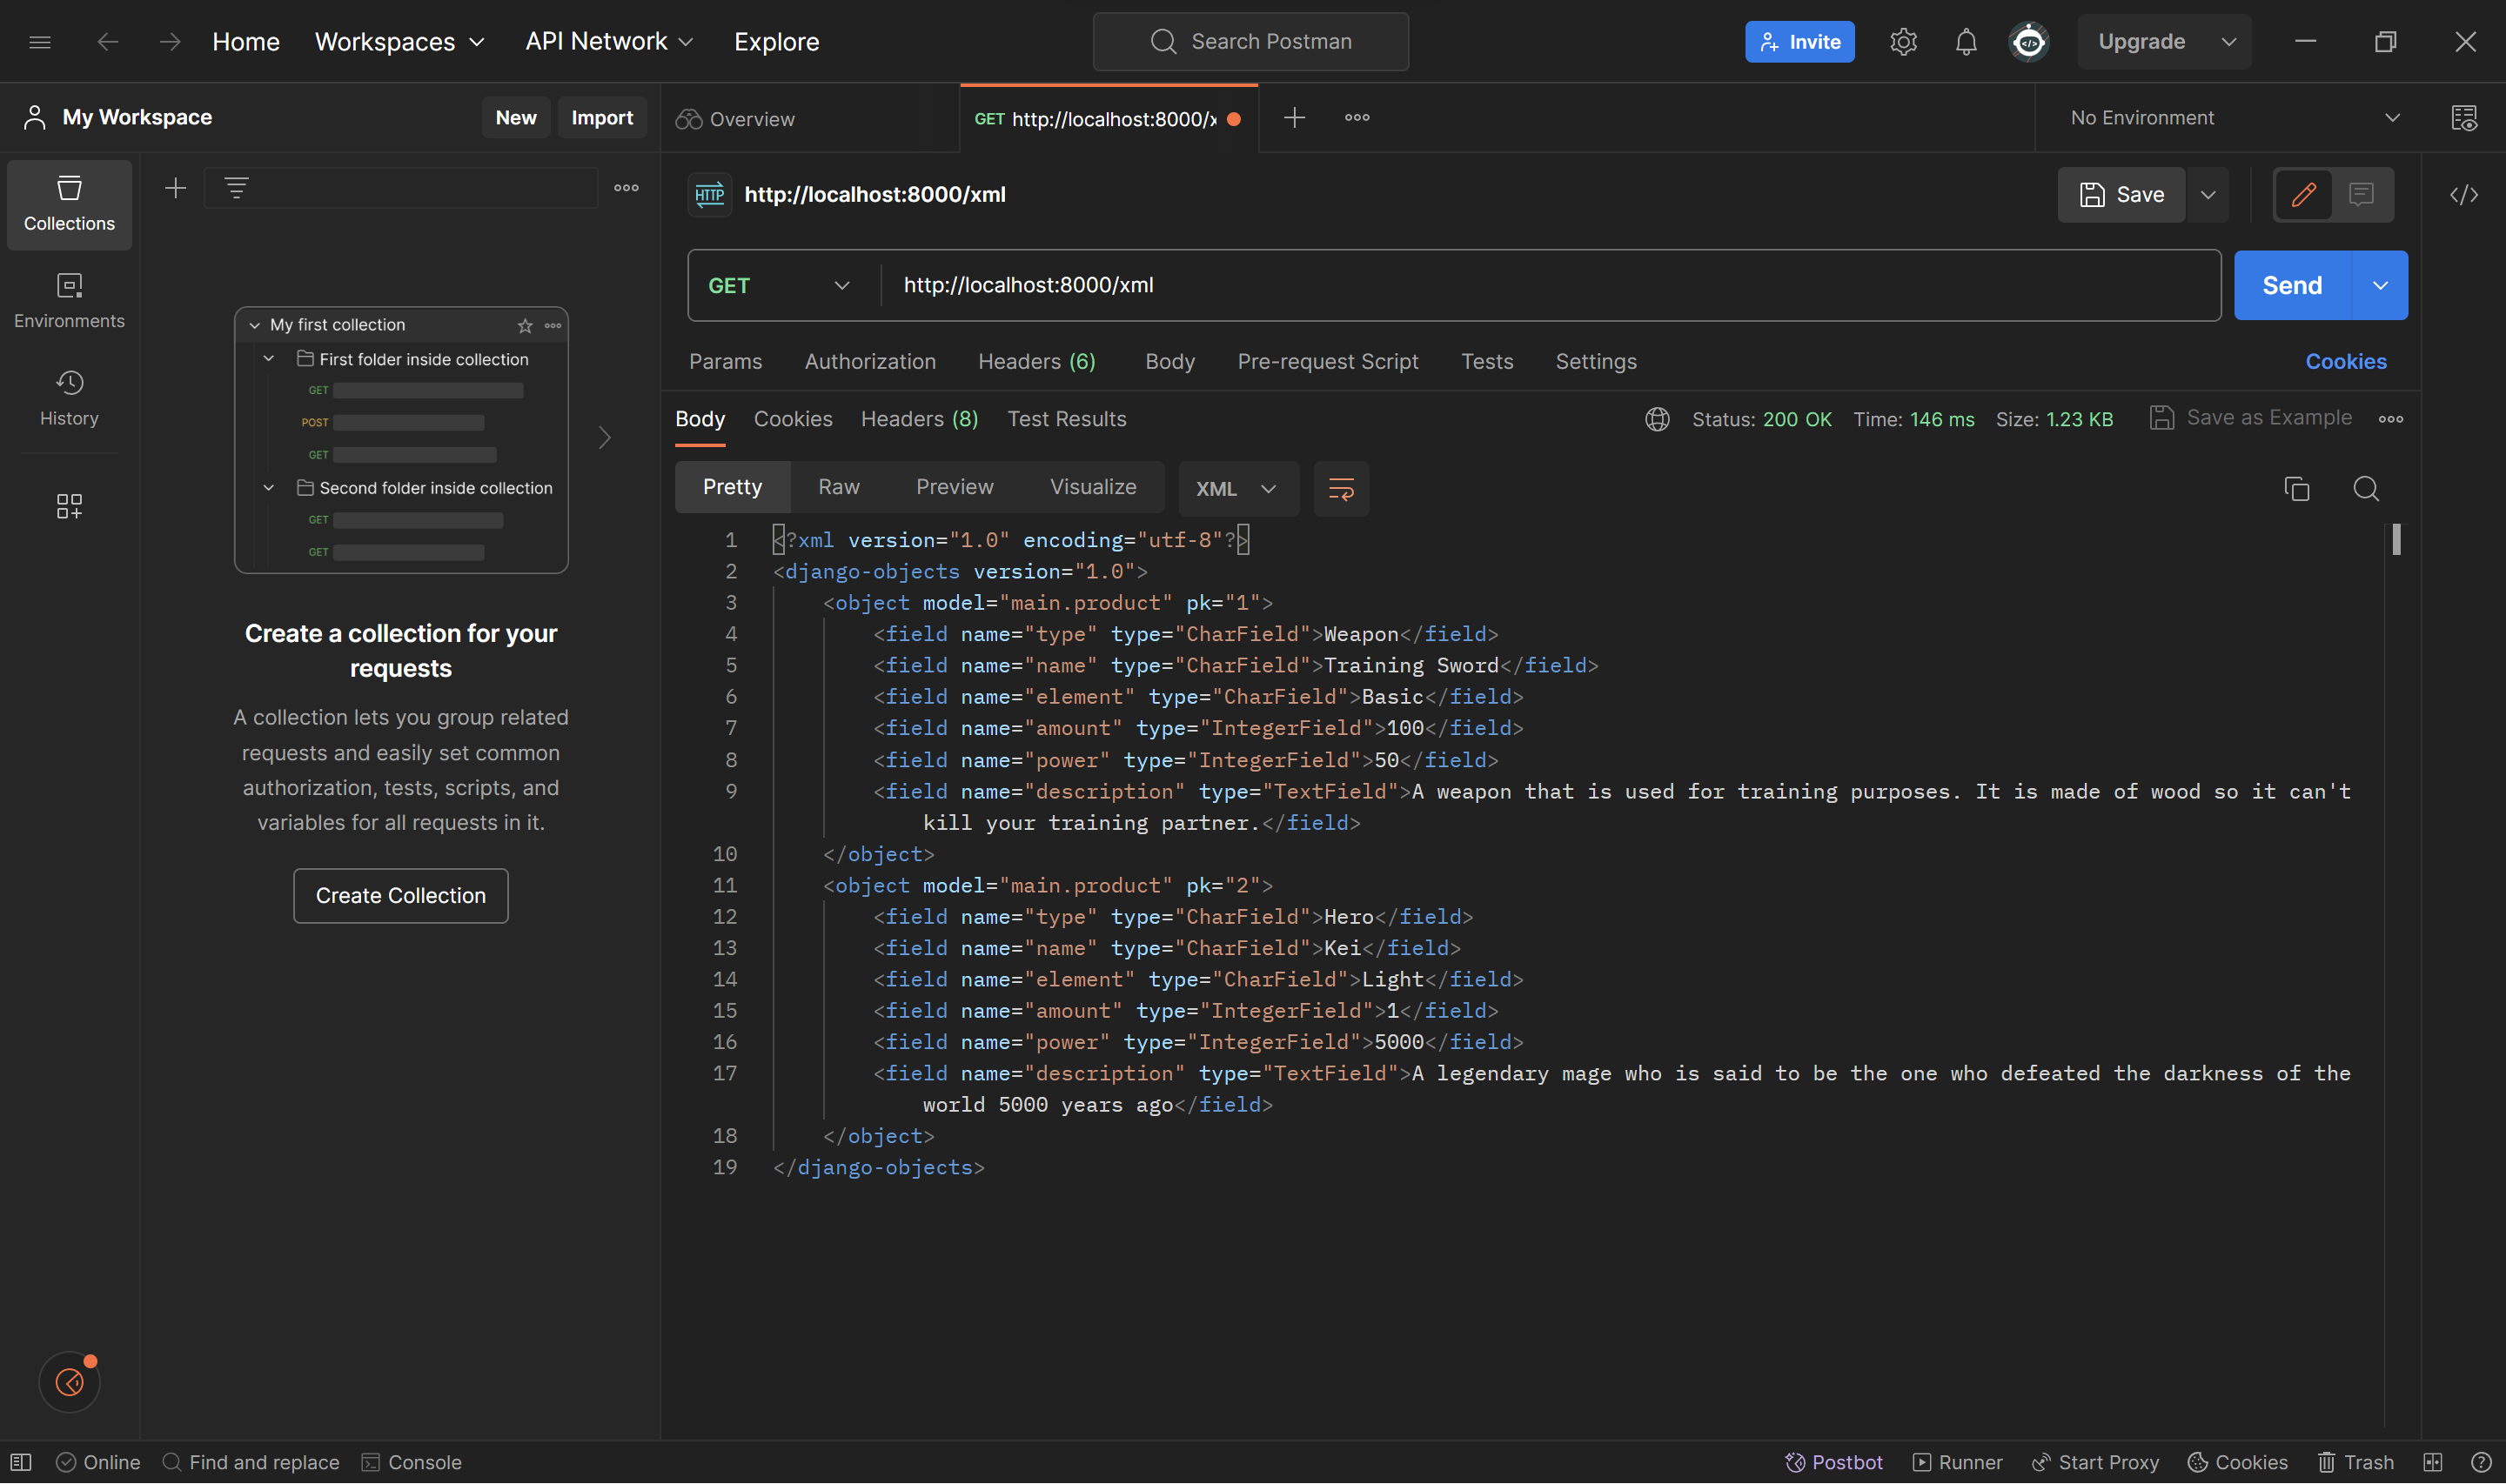 Home
Workspaces
API Network
Explore
Search Postman
Invite
Upgrade
My Workspace
New
Import
Overview
GET http://localhost:8000/x
No Environment
Collections
Environments
History
My first collection
First folder inside collection
GET
POST
GET
Second folder inside collection
GET
GET
Create a collection for your
requests
A collection lets you group related
requests and easily set common
authorization, tests, scripts, and
variables for all requests in it.
Create Collection
HTTP http://localhost:8000/xml
Save
GET
http://localhost:8000/xml
Send
Params
Authorization
Headers (6)
Body
Pre-request Script
Tests
Settings
Cookies
Body
Cookies
Headers (8)
Test Results
Status: 200 OK
Time: 146 ms
Size: 1.23 KB
Save as Example
Pretty
Raw
Preview
Visualize
XML
1 <?xml version="1.0" encoding="utf-8"?>
2 <django-objects version="1.0">
3 <object model="main.product" pk="1">
4 <field name="type" type="CharField">Weapon</field>
5 <field name="name" type="CharField">Training Sword</field>
6 <field name="element" type="CharField">Basic</field>
7 <field name="amount" type="IntegerField">100</field>
8 <field name="power" type="IntegerField">50</field>
9 <field name="description" type="TextField">A weapon that is used for training purposes. It is made of wood so it can't
kill your training partner.</field>
10 </object>
11 <object model="main.product" pk="2">
12 <field name="type" type="CharField">Hero</field>
13 <field name="name" type="CharField">Kei</field>
14 <field name="element" type="CharField">Light</field>
15 <field name="amount" type="IntegerField">1</field>
16 <field name="power" type="IntegerField">5000</field>
17 <field name="description" type="TextField">A legendary mage who is said to be the one who defeated the darkness of the
world 5000 years ago</field>
18 </object>
19 </django-objects>
Online
Find and replace
Console
Postbot
Runner
Start Proxy
Cookies
Trash